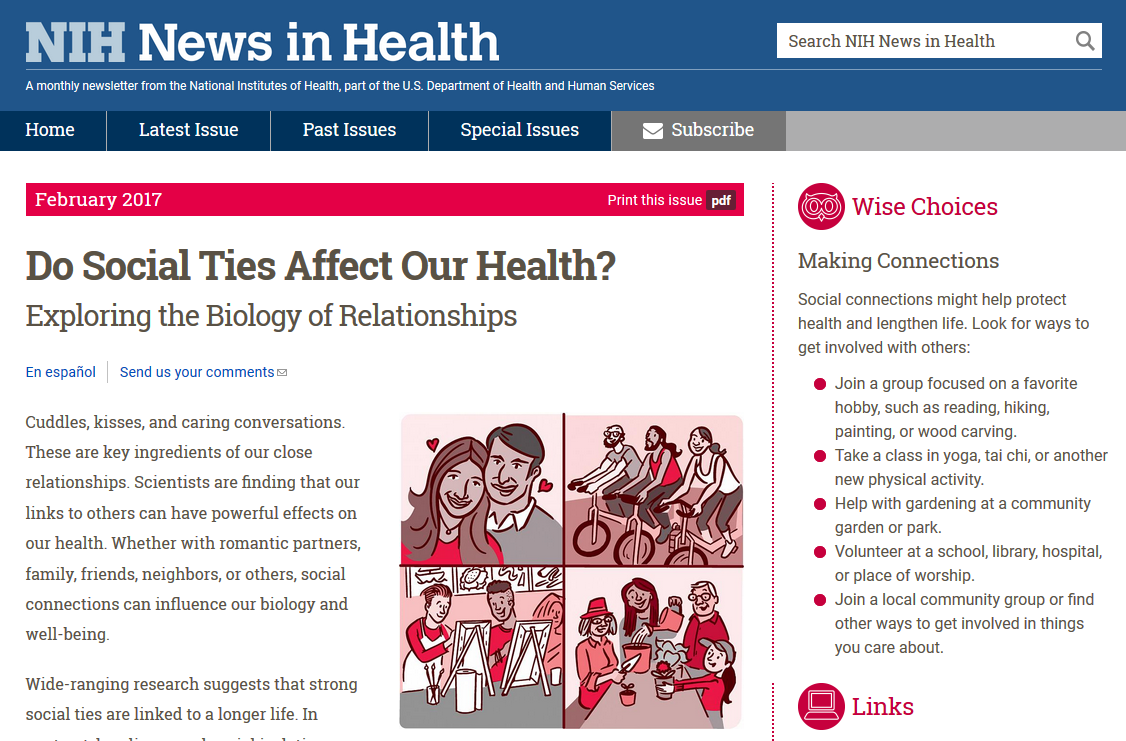 NIH News in Health
Search NIH News in Health
A monthly newsletter from the National Institutes of Health, part of the U.S. Department of Health and Human Services
Home
Latest Issue
Past Issues
Special Issues
Subscribe
February 2017
Print this issue pdf
Do Social Ties Affect Our Health?
Exploring the Biology of Relationships
En español
Send us your comments
Cuddles, kisses, and caring conversations.
These are key ingredients of our close
relationships. Scientists are finding that our
links to others can have powerful effects on
our health. Whether with romantic partners,
family, friends, neighbors, or others, social
connections can influence our biology and
well-being.
Wide-ranging research suggests that strong
social ties are linked to a longer life. In
Wise Choices
Making Connections
Social connections might help protect
health and lengthen life. Look for ways to
get involved with others:
Join a group focused on a favorite
hobby, such as reading, hiking,
painting, or wood carving.
Take a class in yoga, tai chi, or another
new physical activity.
Help with gardening at a community
garden or park.
Volunteer at a school, library, hospital,
or place of worship.
Join a local community group or find
other ways to get involved in things
you care about.
Links